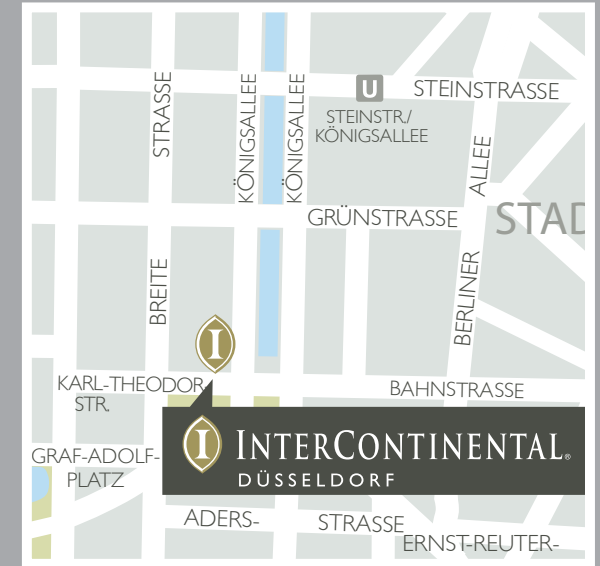 STEINSTRASSE
U
STEINSTR./
KÖNIGSALLEE
BREITE STRASSE
KÖNIGSALLEE
KÖNIGSALLEE
GRÜNSTRASSE
BERLINER ALLEE
STAD
I
KARL-THEODOR
STR.
BAHNSTRASSE
I INTERCONTINENTAL®
DÜSSELDORF
GRAF-ADOLF-
PLATZ
ADERS- STRASSE
ERNST-REUTER-